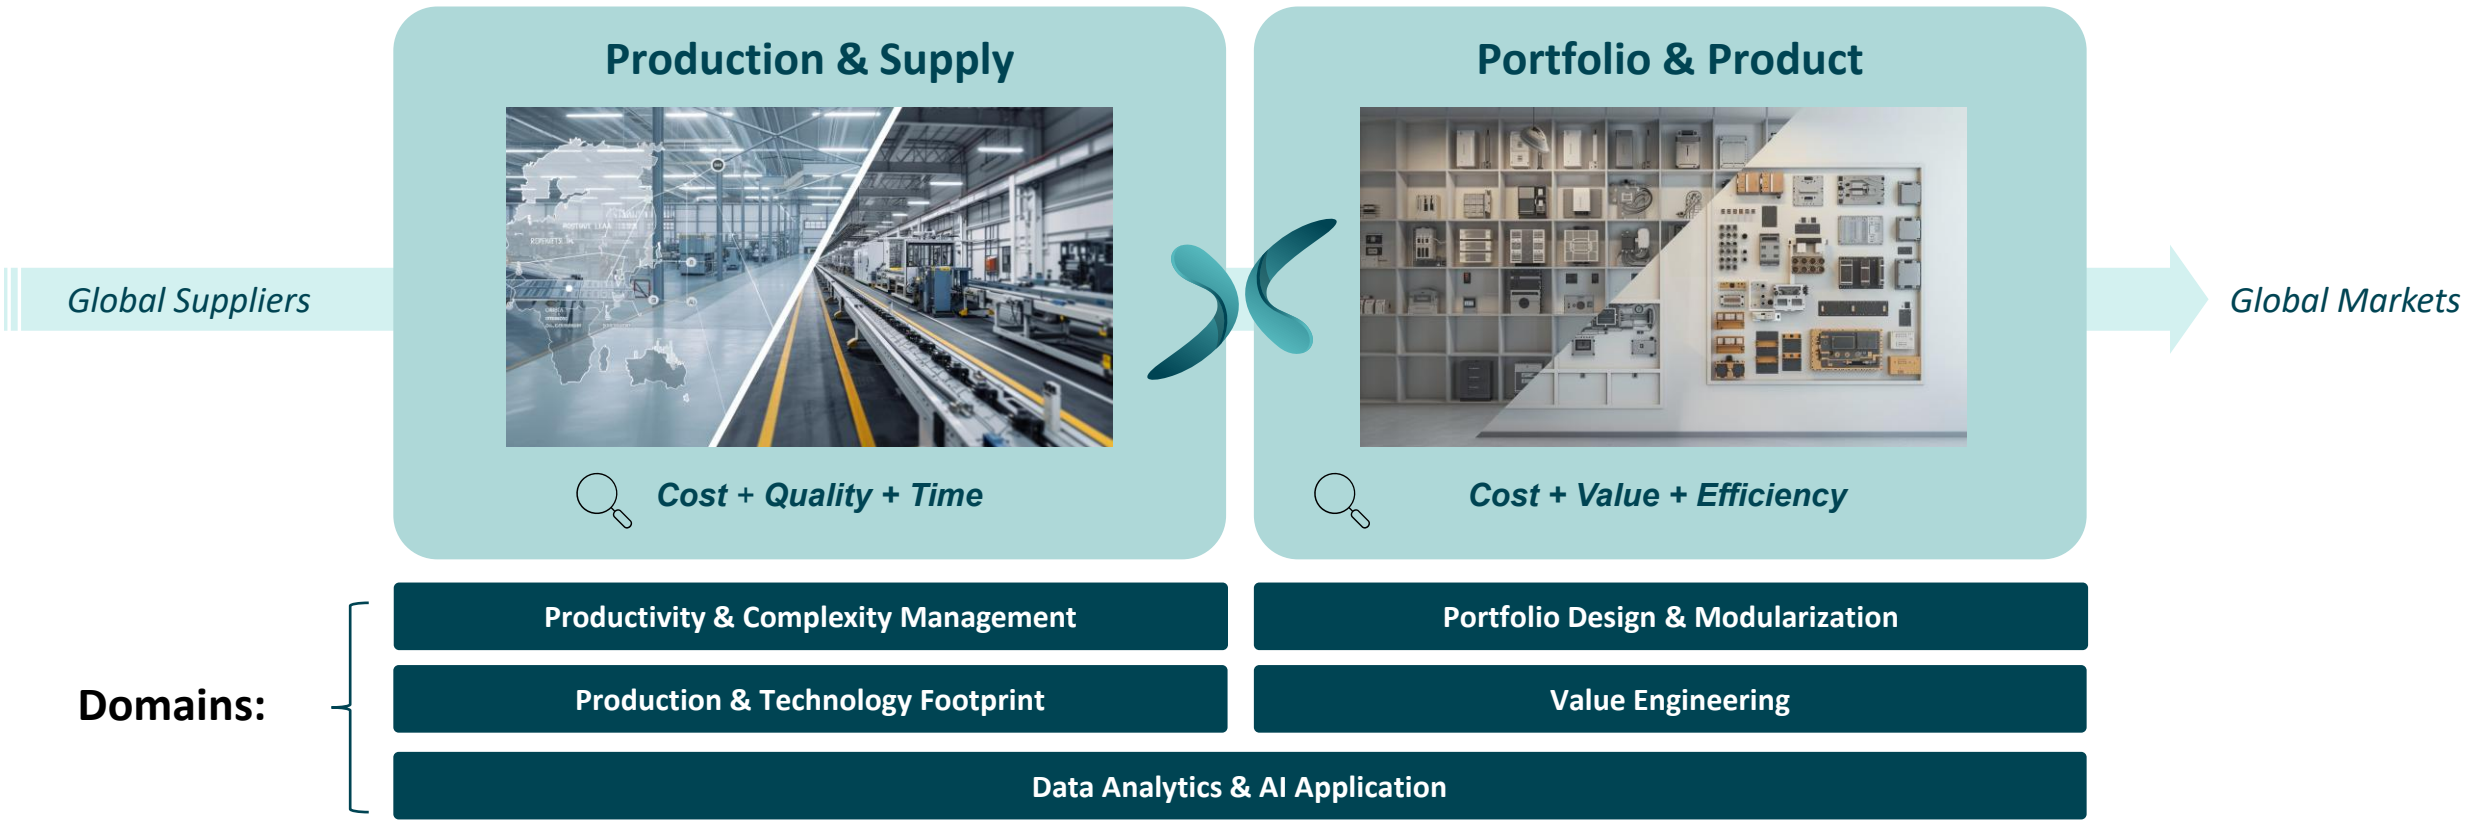 Production & Supply
Portfolio & Product
Global Suppliers
Global Markets
Cost + Quality + Time
Cost + Value + Efficiency
Domains:
Productivity & Complexity Management
Portfolio Design & Modularization
Production & Technology Footprint
Value Engineering
Data Analytics & AI Application